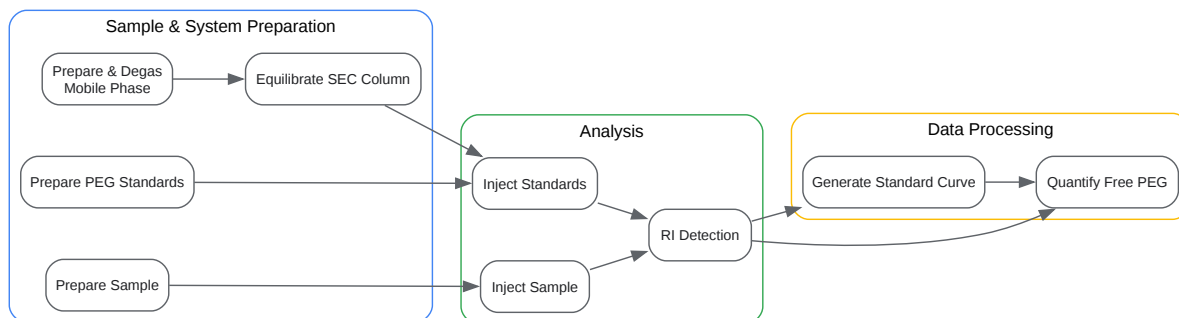 Sample & System Preparation
Prepare & Degas
Mobile Phase
Equilibrate SEC Column
Prepare PEG Standards
Prepare Sample
Analysis
Inject Standards
RI Detection
Inject Sample
Data Processing
Generate Standard Curve
Quantify Free PEG